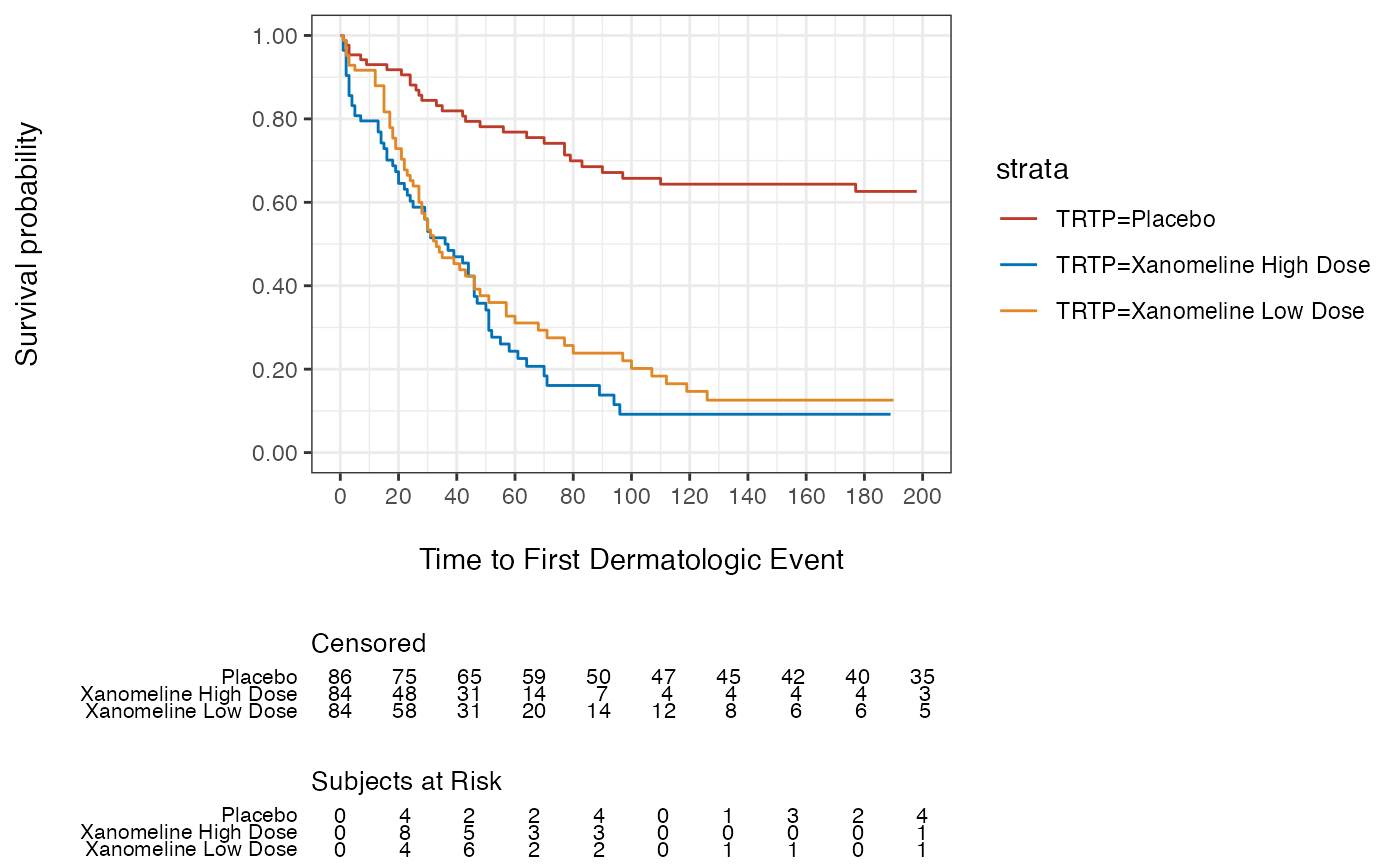 Survival probability
1.00
0.80
0.60
0.40
0.20
0.00
0 20 40 60 80 100 120 140 160 180 200
Time to First Dermatologic Event
strata
TRTP=Placebo
TRTP=Xanomeline High Dose
TRTP=Xanomeline Low Dose
Censored
Placebo 86 75 65 59 50 47 45 42 40 35
Xanomeline High Dose 84 48 31 14 7 4 4 4 4 3
Xanomeline Low Dose 84 58 31 20 14 12 8 6 6 5
Subjects at Risk
Placebo 0 4 2 2 4 0 1 3 2 4
Xanomeline High Dose 0 8 5 3 3 0 0 0 0 1
Xanomeline Low Dose 0 4 6 2 2 0 1 1 0 1